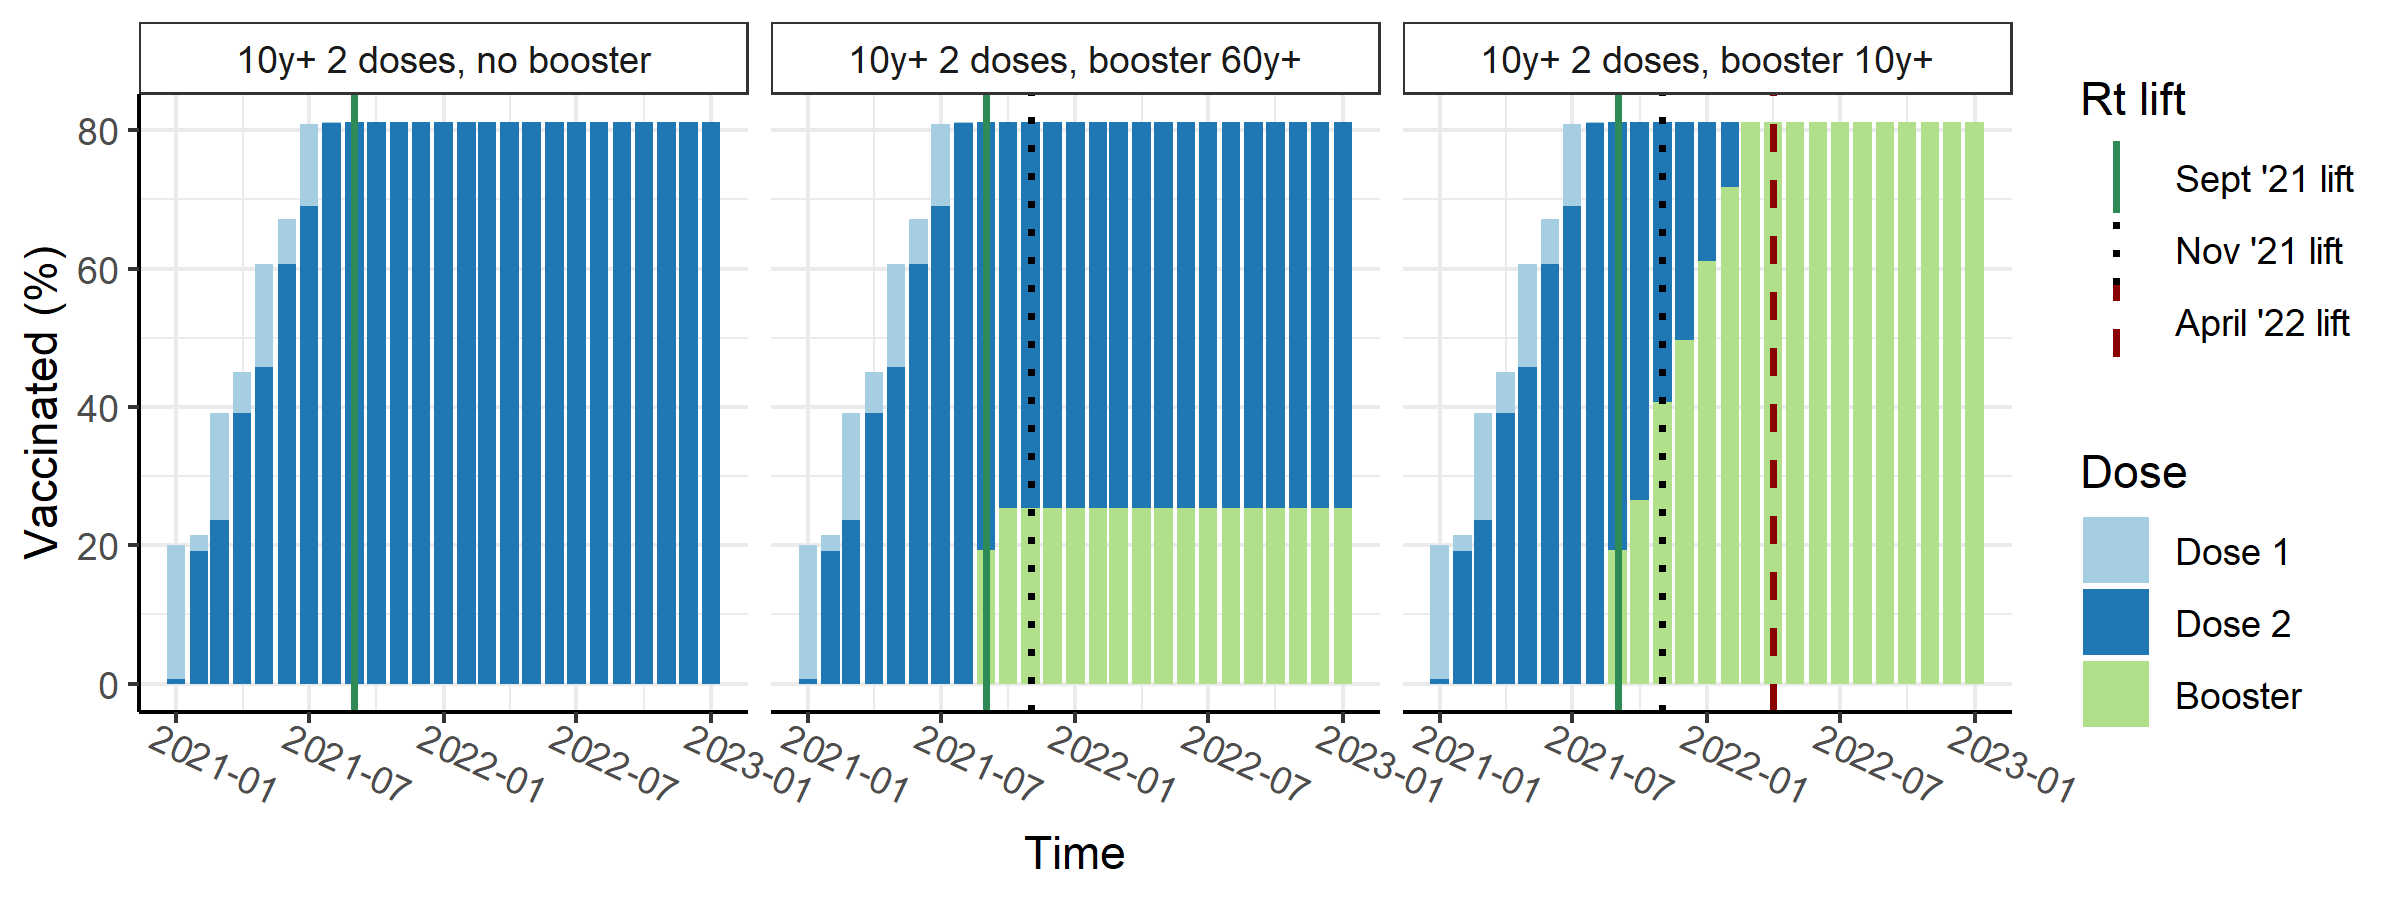 10y+ 2 doses, no booster
10y+ 2 doses, booster 60y+
10y+ 2 doses, booster 10y+
Vaccinated (%)
80
60
40
20
0
2021-01
2021-07
2022-01
2022-07
2023-01
2021-01
2021-07
2022-01
2022-07
2023-01
2021-01
2021-07
2022-01
2022-07
2023-01
Time
Rt lift
Sept '21 lift
Nov '21 lift
April '22 lift
Dose
Dose 1
Dose 2
Booster